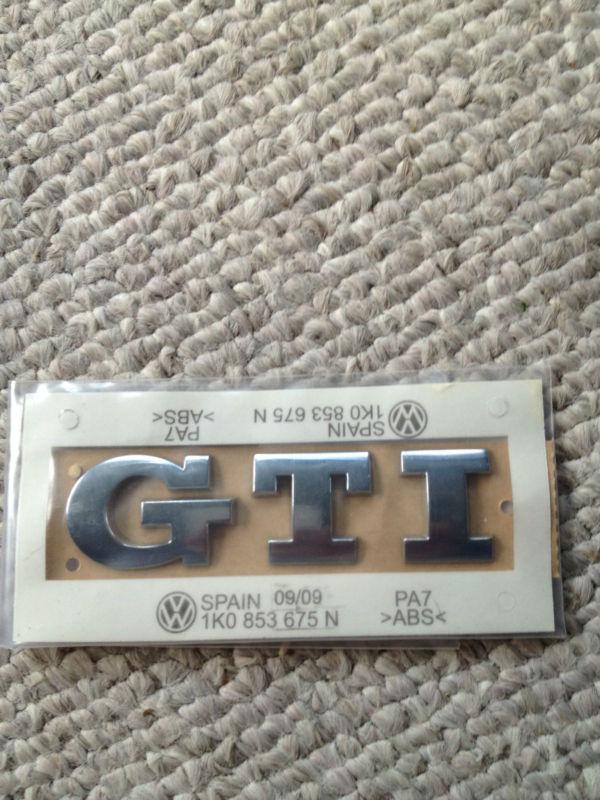 SPAIN
1K0 853 675 N
PA7
>ABS<
GTI
SPAIN 09/09
1K0 853 675 N
PA7
>ABS<